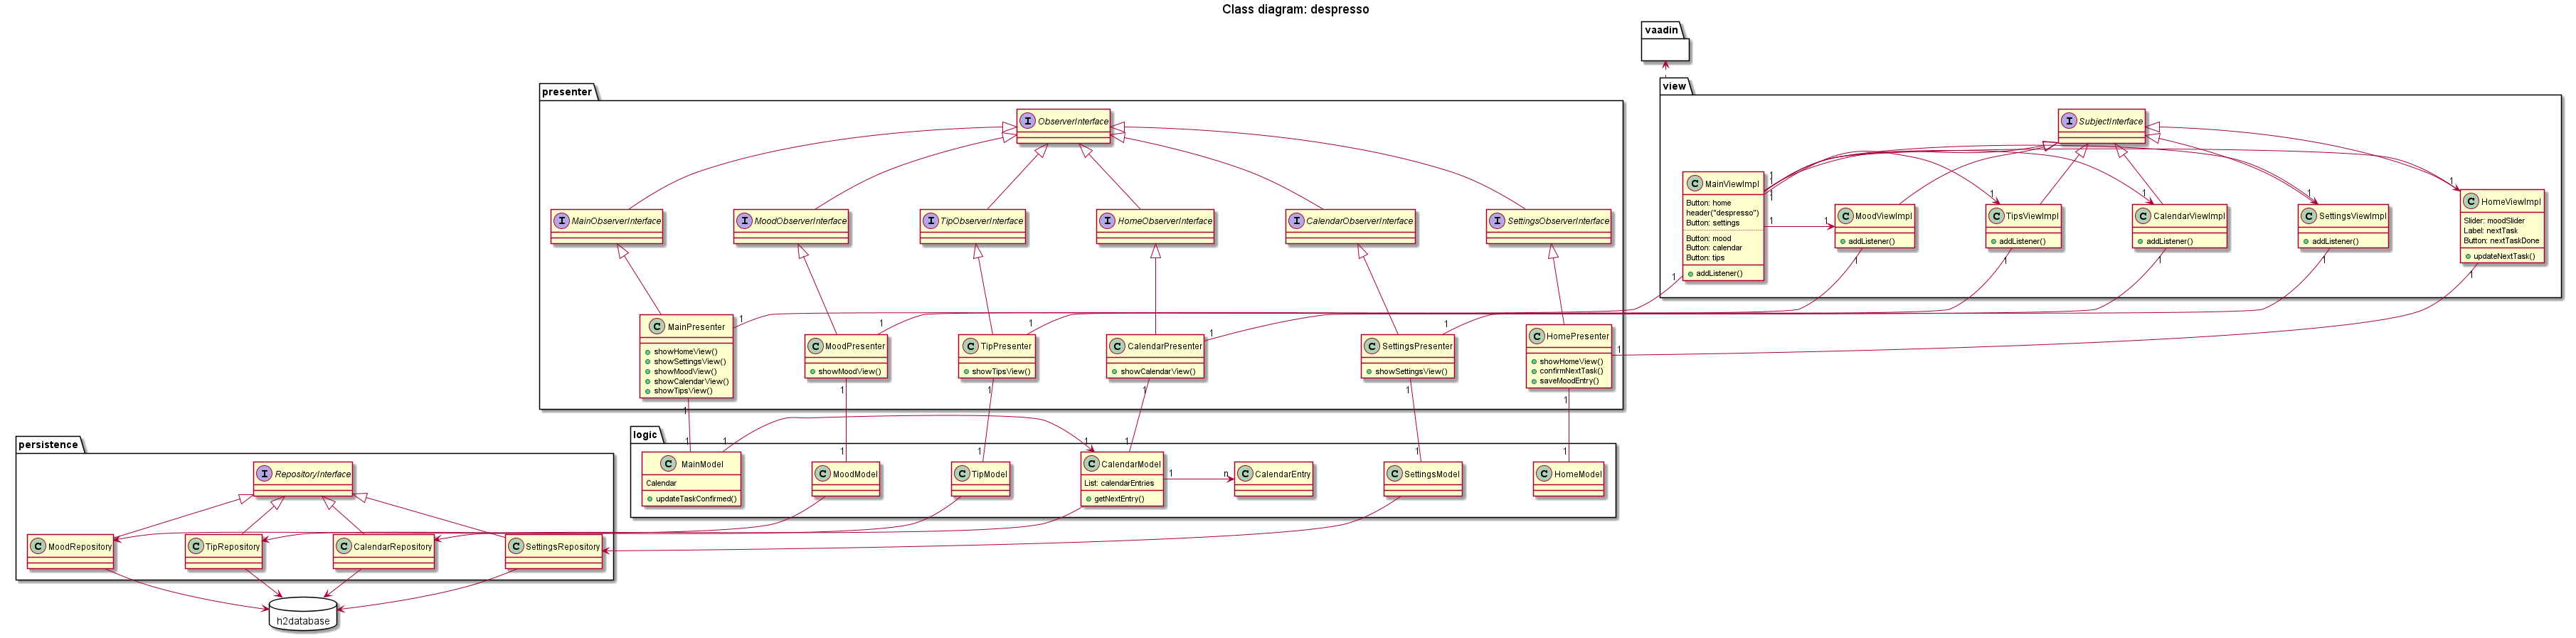 Class diagram: despresso
vaadin
view
I SubjectInterface
C MainViewImpl
Button: home
header("despresso")
Button: settings
Button: mood
Button: calendar
Button: tips
addListener()
C MoodViewImpl
addListener()
C TipsViewImpl
addListener()
C CalendarViewImpl
addListener()
C SettingsViewImpl
addListener()
C HomeViewImpl
Slider: moodSlider
Label: nextTask
Button: nextTaskDone
updateNextTask()
1
1
1
1
1
1
1
1
1
1
1
1
1
1
presenter
I ObserverInterface
I MainObserverInterface
I MoodObserverInterface
I TipObserverInterface
I HomeObserverInterface
I CalendarObserverInterface
I SettingsObserverInterface
C MainPresenter
showHomeView()
showSettingsView()
showMoodView()
showCalendarView()
showTipsView()
C MoodPresenter
showMoodView()
C TipPresenter
showTipsView()
C CalendarPresenter
showCalendarView()
C SettingsPresenter
showSettingsView()
C HomePresenter
showHomeView()
confirmNextTask()
saveMoodEntry()
1
1
1
1
1
1
1
1
1
1
1
1
logic
C MainModel
Calendar
updateTaskConfirmed()
C MoodModel
C TipModel
C CalendarModel
List: calendarEntries
getNextEntry()
C CalendarEntry
C SettingsModel
C HomeModel
1
1
1
1
1
1
1
1
1
n
persistence
I RepositoryInterface
C MoodRepository
C TipRepository
C CalendarRepository
C SettingsRepository
h2database